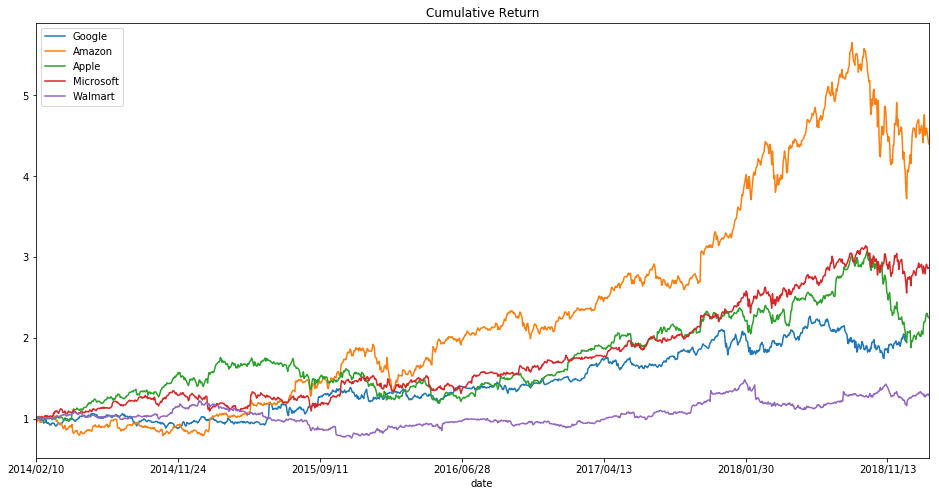 Cumulative Return
Google
Amazon
Apple
Microsoft
Walmart
5
4
3
2
1
2014/02/10 2014/11/24 2015/09/11 2016/06/28 2017/04/13 2018/01/30 2018/11/13
date